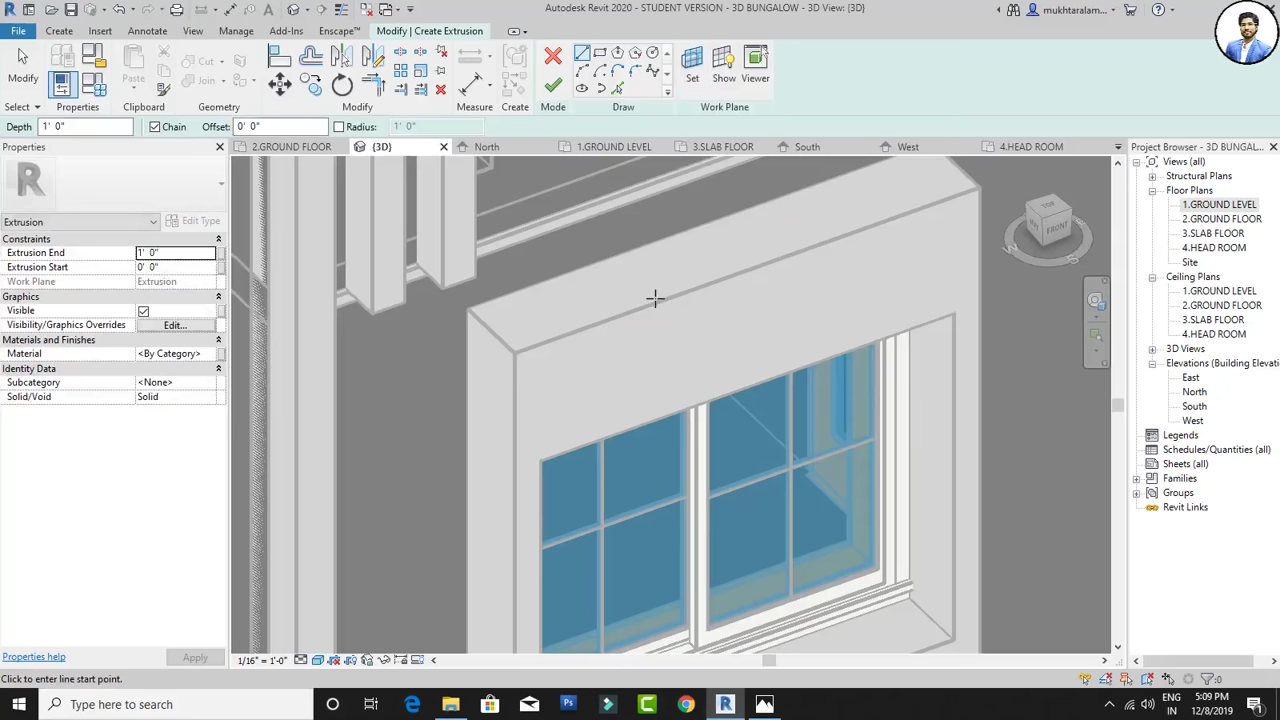 Autodesk Revit 2020 - STUDENT VERSION - 3D BUNGALOW - 3D View: {3D}
mukhtaralam...
File Create Insert Annotate View Manage Add-Ins Enscape™ Modify | Create Extrusion
Modify Paste Cut Join Create Set Show Viewer
Select Properties Clipboard Geometry Modify Measure Create Mode Draw Work Plane
Depth 1' 0" Chain Offset: 0' 0" Radius: 1' 0"
Properties 2.GROUND FLOOR {3D} North 1.GROUND LEVEL 3.SLAB FLOOR South West 4.HEAD ROOM Project Browser - 3D BUNGAL...
Extrusion Edit Type
Constraints
Extrusion End 1' 0"
Extrusion Start 0' 0"
Work Plane Extrusion
Graphics
Visible
Visibility/Graphics Overrides Edit...
Materials and Finishes
Material <By Category>
Identity Data
Subcategory <None>
Solid/Void Solid
Properties help Apply
TOP
FRONT
W
S
Views (all)
Structural Plans
Floor Plans
1.GROUND LEVEL
2.GROUND FLOOR
3.SLAB FLOOR
4.HEAD ROOM
Site
Ceiling Plans
1.GROUND LEVEL
2.GROUND FLOOR
3.SLAB FLOOR
4.HEAD ROOM
3D Views
Elevations (Building Elevati
East
North
South
West
Legends
Schedules/Quantities (all)
Sheets (all)
Families
Groups
Revit Links
1/16" = 1'-0"
Click to enter line start point.
:0
Type here to search
ENG
IN
5:09 PM
12/8/2019